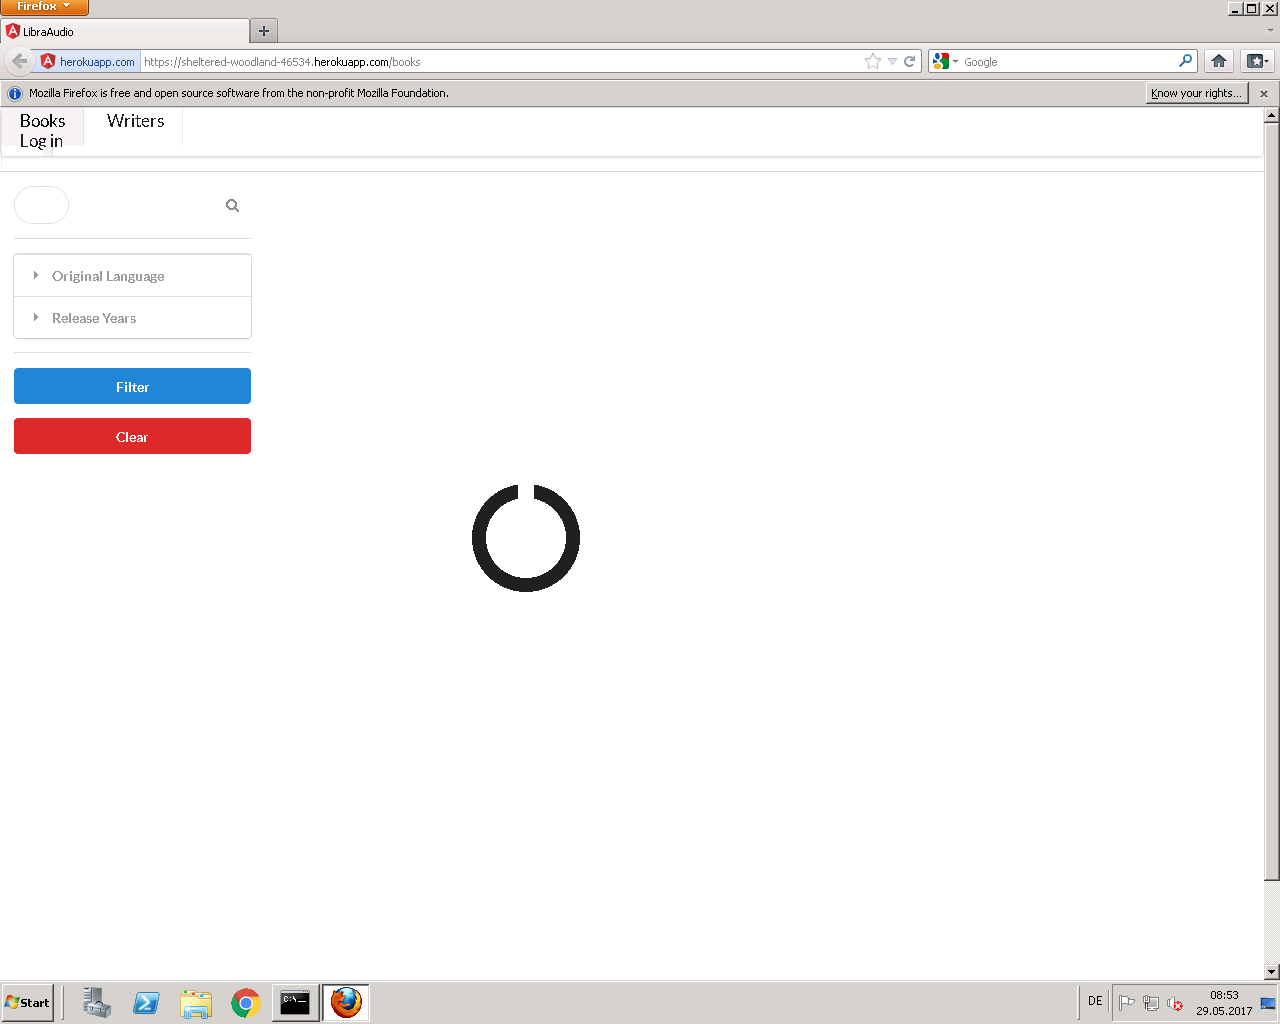 Firefox
LibraAudio
herokuapp.com https://sheltered-woodland-46534.herokuapp.com/books Google
Mozilla Firefox is free and open source software from the non-profit Mozilla Foundation. Know your rights...
Books Writers
Log in
Original Language
Release Years
Filter
Clear
Start DE 08:53
29.05.2017